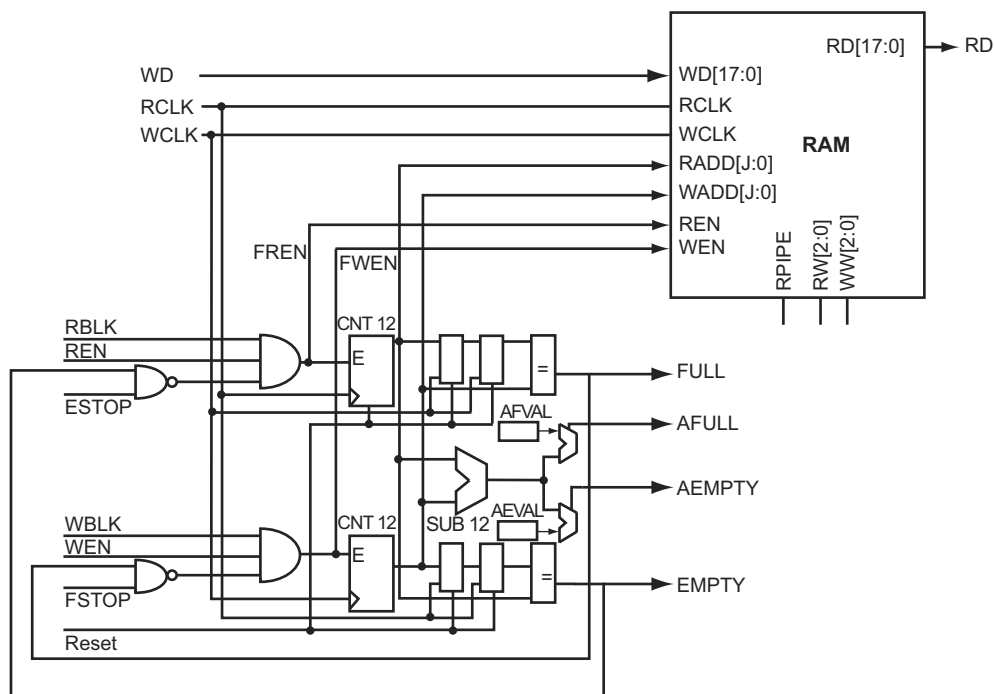 RD[17:0]
RD
WD
WD[17:0]
RCLK
RCLK
WCLK
WCLK
RAM
RADD[J:0]
WADD[J:0]
REN
FREN
FWEN
WEN
RPIPE
RW[2:0]
WW[2:0]
RBLK
CNT 12
REN
E
=
FULL
ESTOP
AFVAL
AFULL
AEMPTY
WBLK
CNT 12
SUB 12
AEVAL
WEN
E
=
EMPTY
FSTOP
Reset